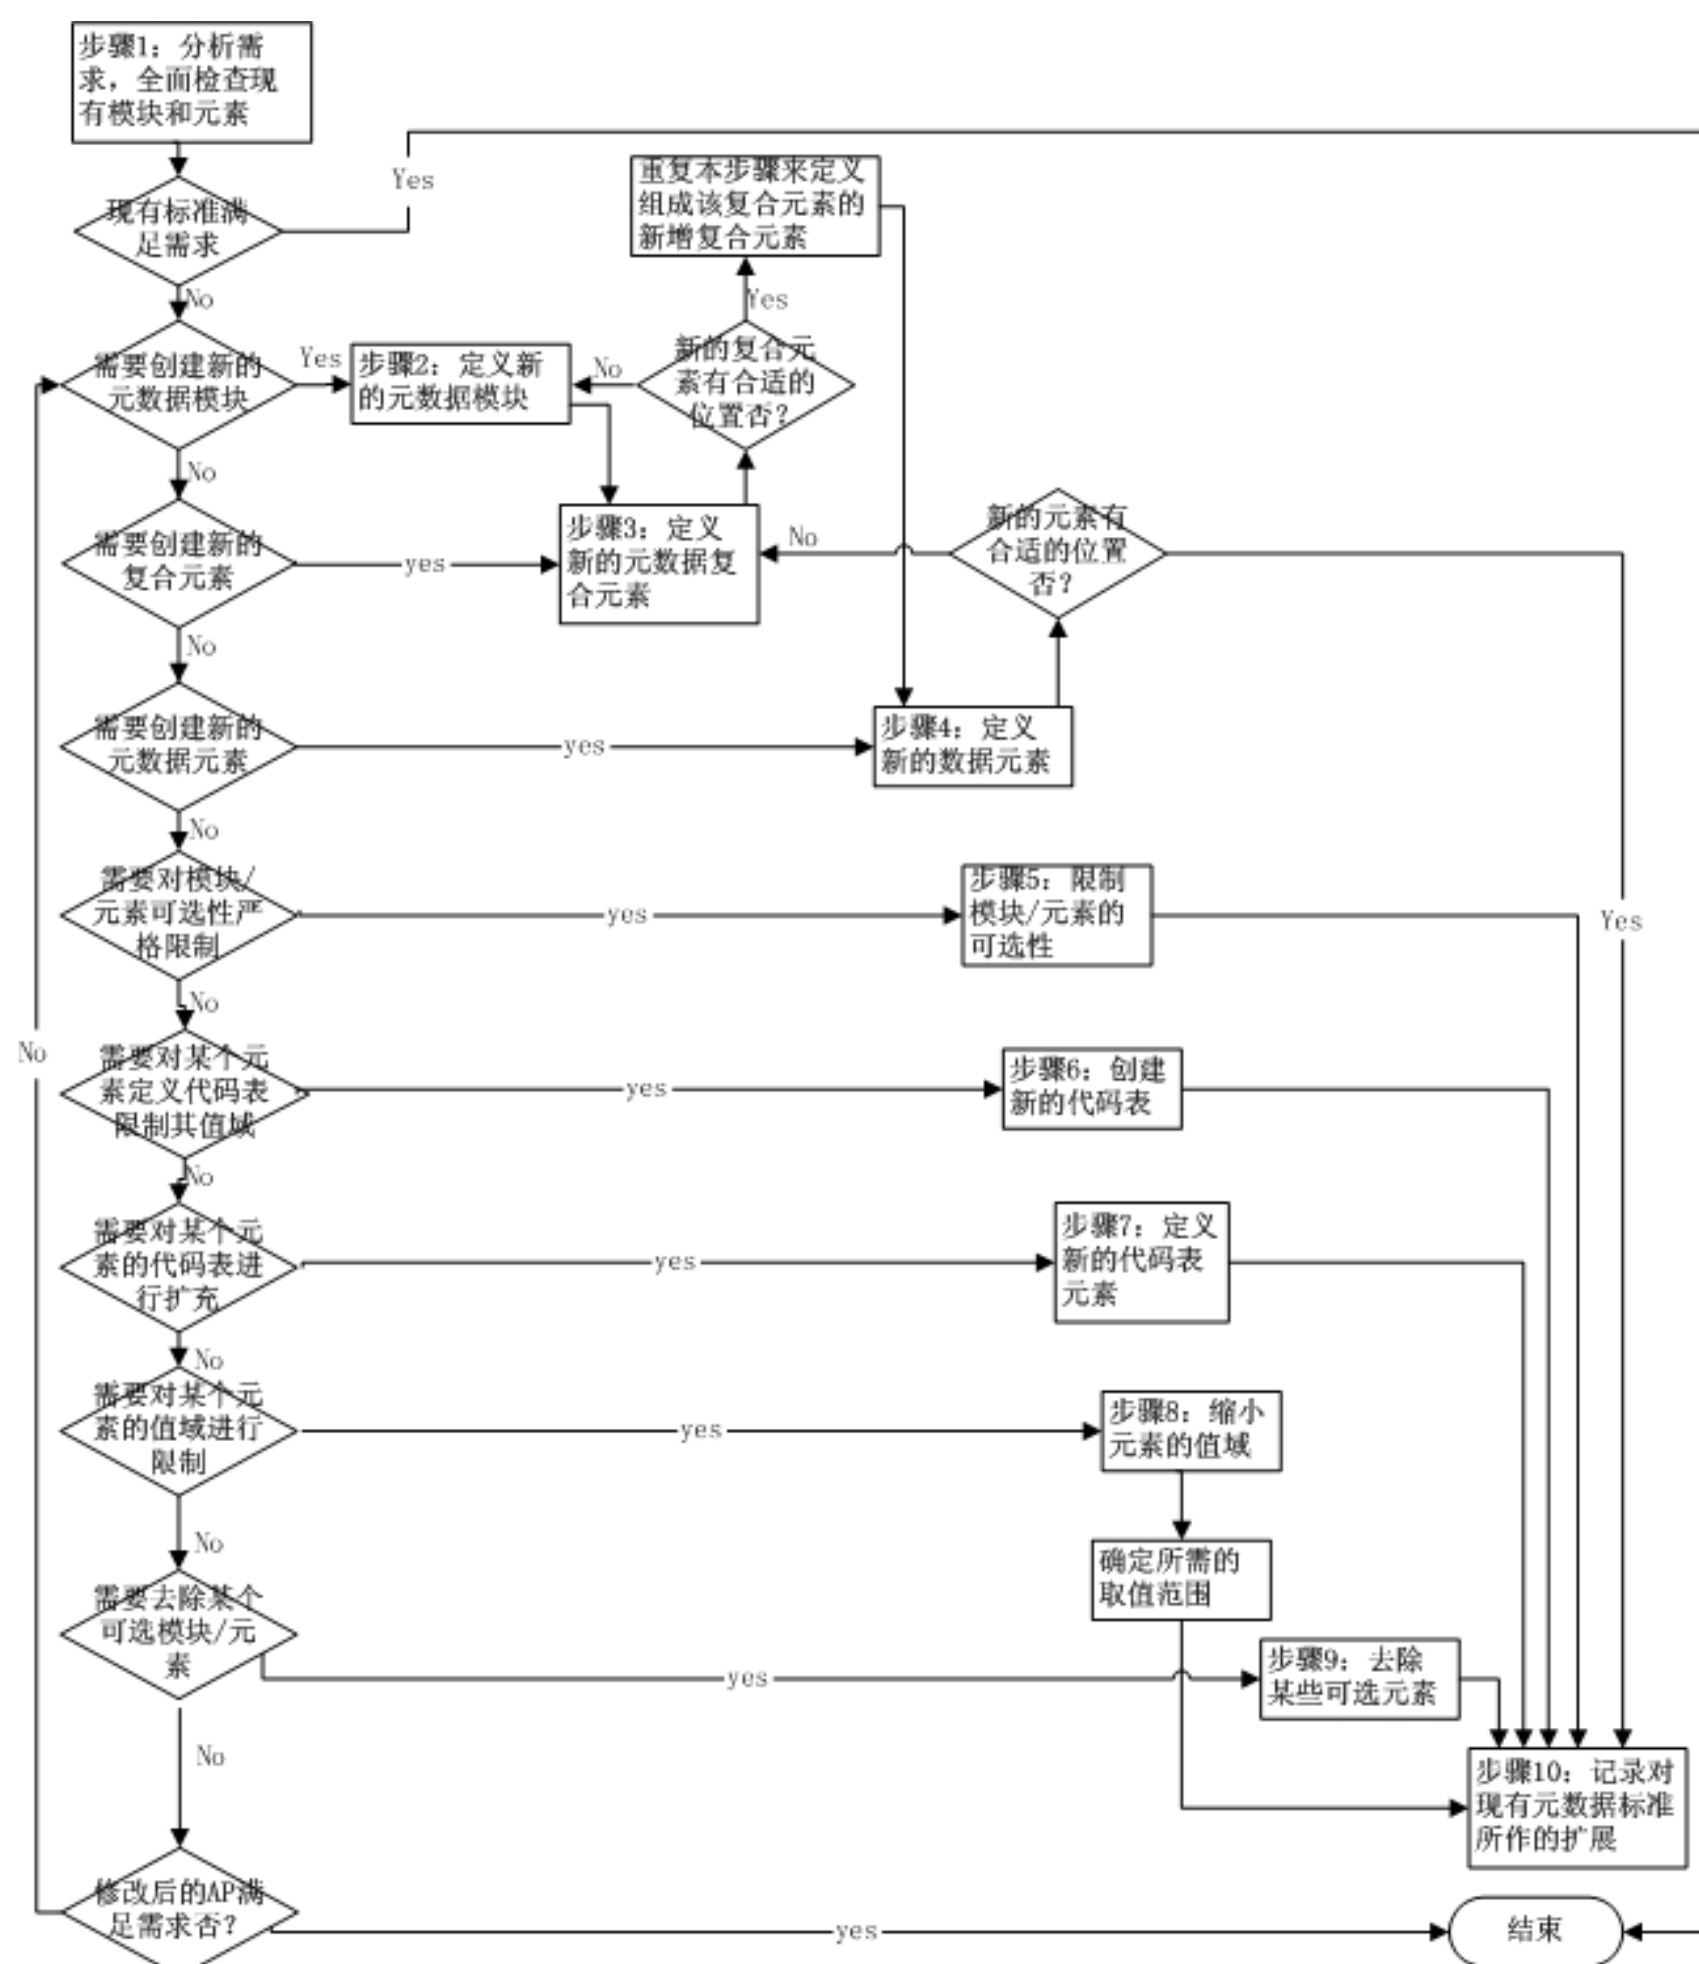 步骤1：分析需
求，全面检查现
有模块和元素
Yes
现有标准满
足需求
重复本步骤来定义
组成该复合元素的
新增复合元素
No
Yes
需要创建新的
元数据模块
Yes
步骤2：定义新
的元数据模块
No
新的复合元
素有合适的
位置否？
No
需要创建新的
复合元素
yes
步骤3：定义
新的元数据复
合元素
No
新的元素有
合适的位置
否？
No
需要创建新的
元数据元素
yes
步骤4：定义
新的数据元素
No
需要对模块/
元素可选性严
格限制
yes
步骤5：限制
模块/元素的
可选性
Yes
No
No
需要对某个元
素定义代码表
限制其值域
yes
步骤6：创建
新的代码表
No
需要对某个元
素的代码表进
行扩充
yes
步骤7：定义
新的代码表
元素
No
需要对某个元
素的值域进行
限制
yes
步骤8：缩小
元素的值域
No
确定所需的
取值范围
需要去除某个
可选模块/元
素
yes
步骤9：去除
某些可选元素
No
步骤10：记录对
现有元数据标准
所作的扩展
修改后的AP满
足需求否？
yes
结束